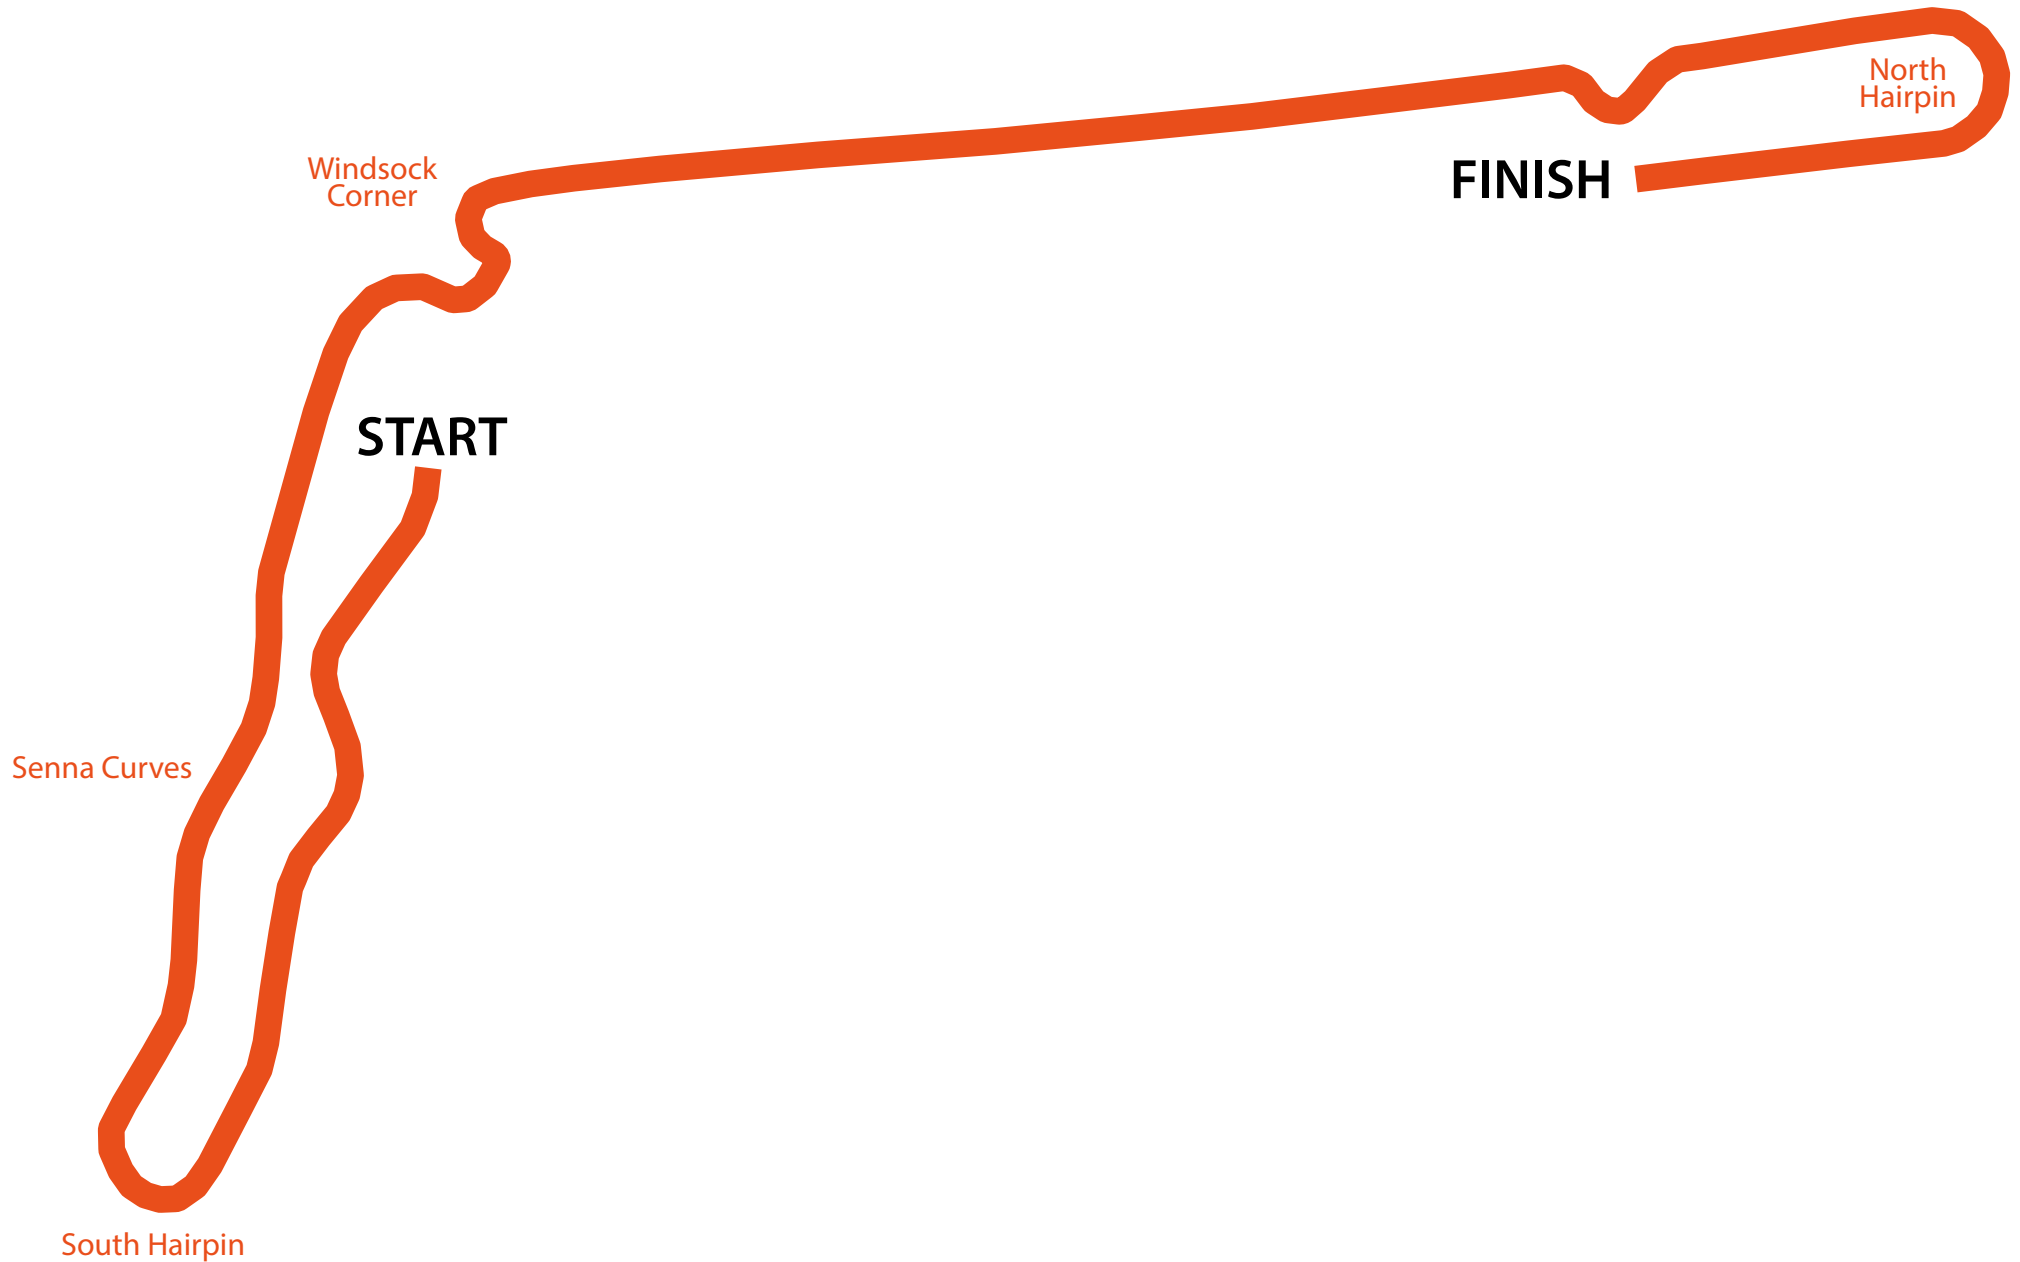 North
Hairpin
Windsock
Corner
FINISH
START
Senna Curves
South Hairpin